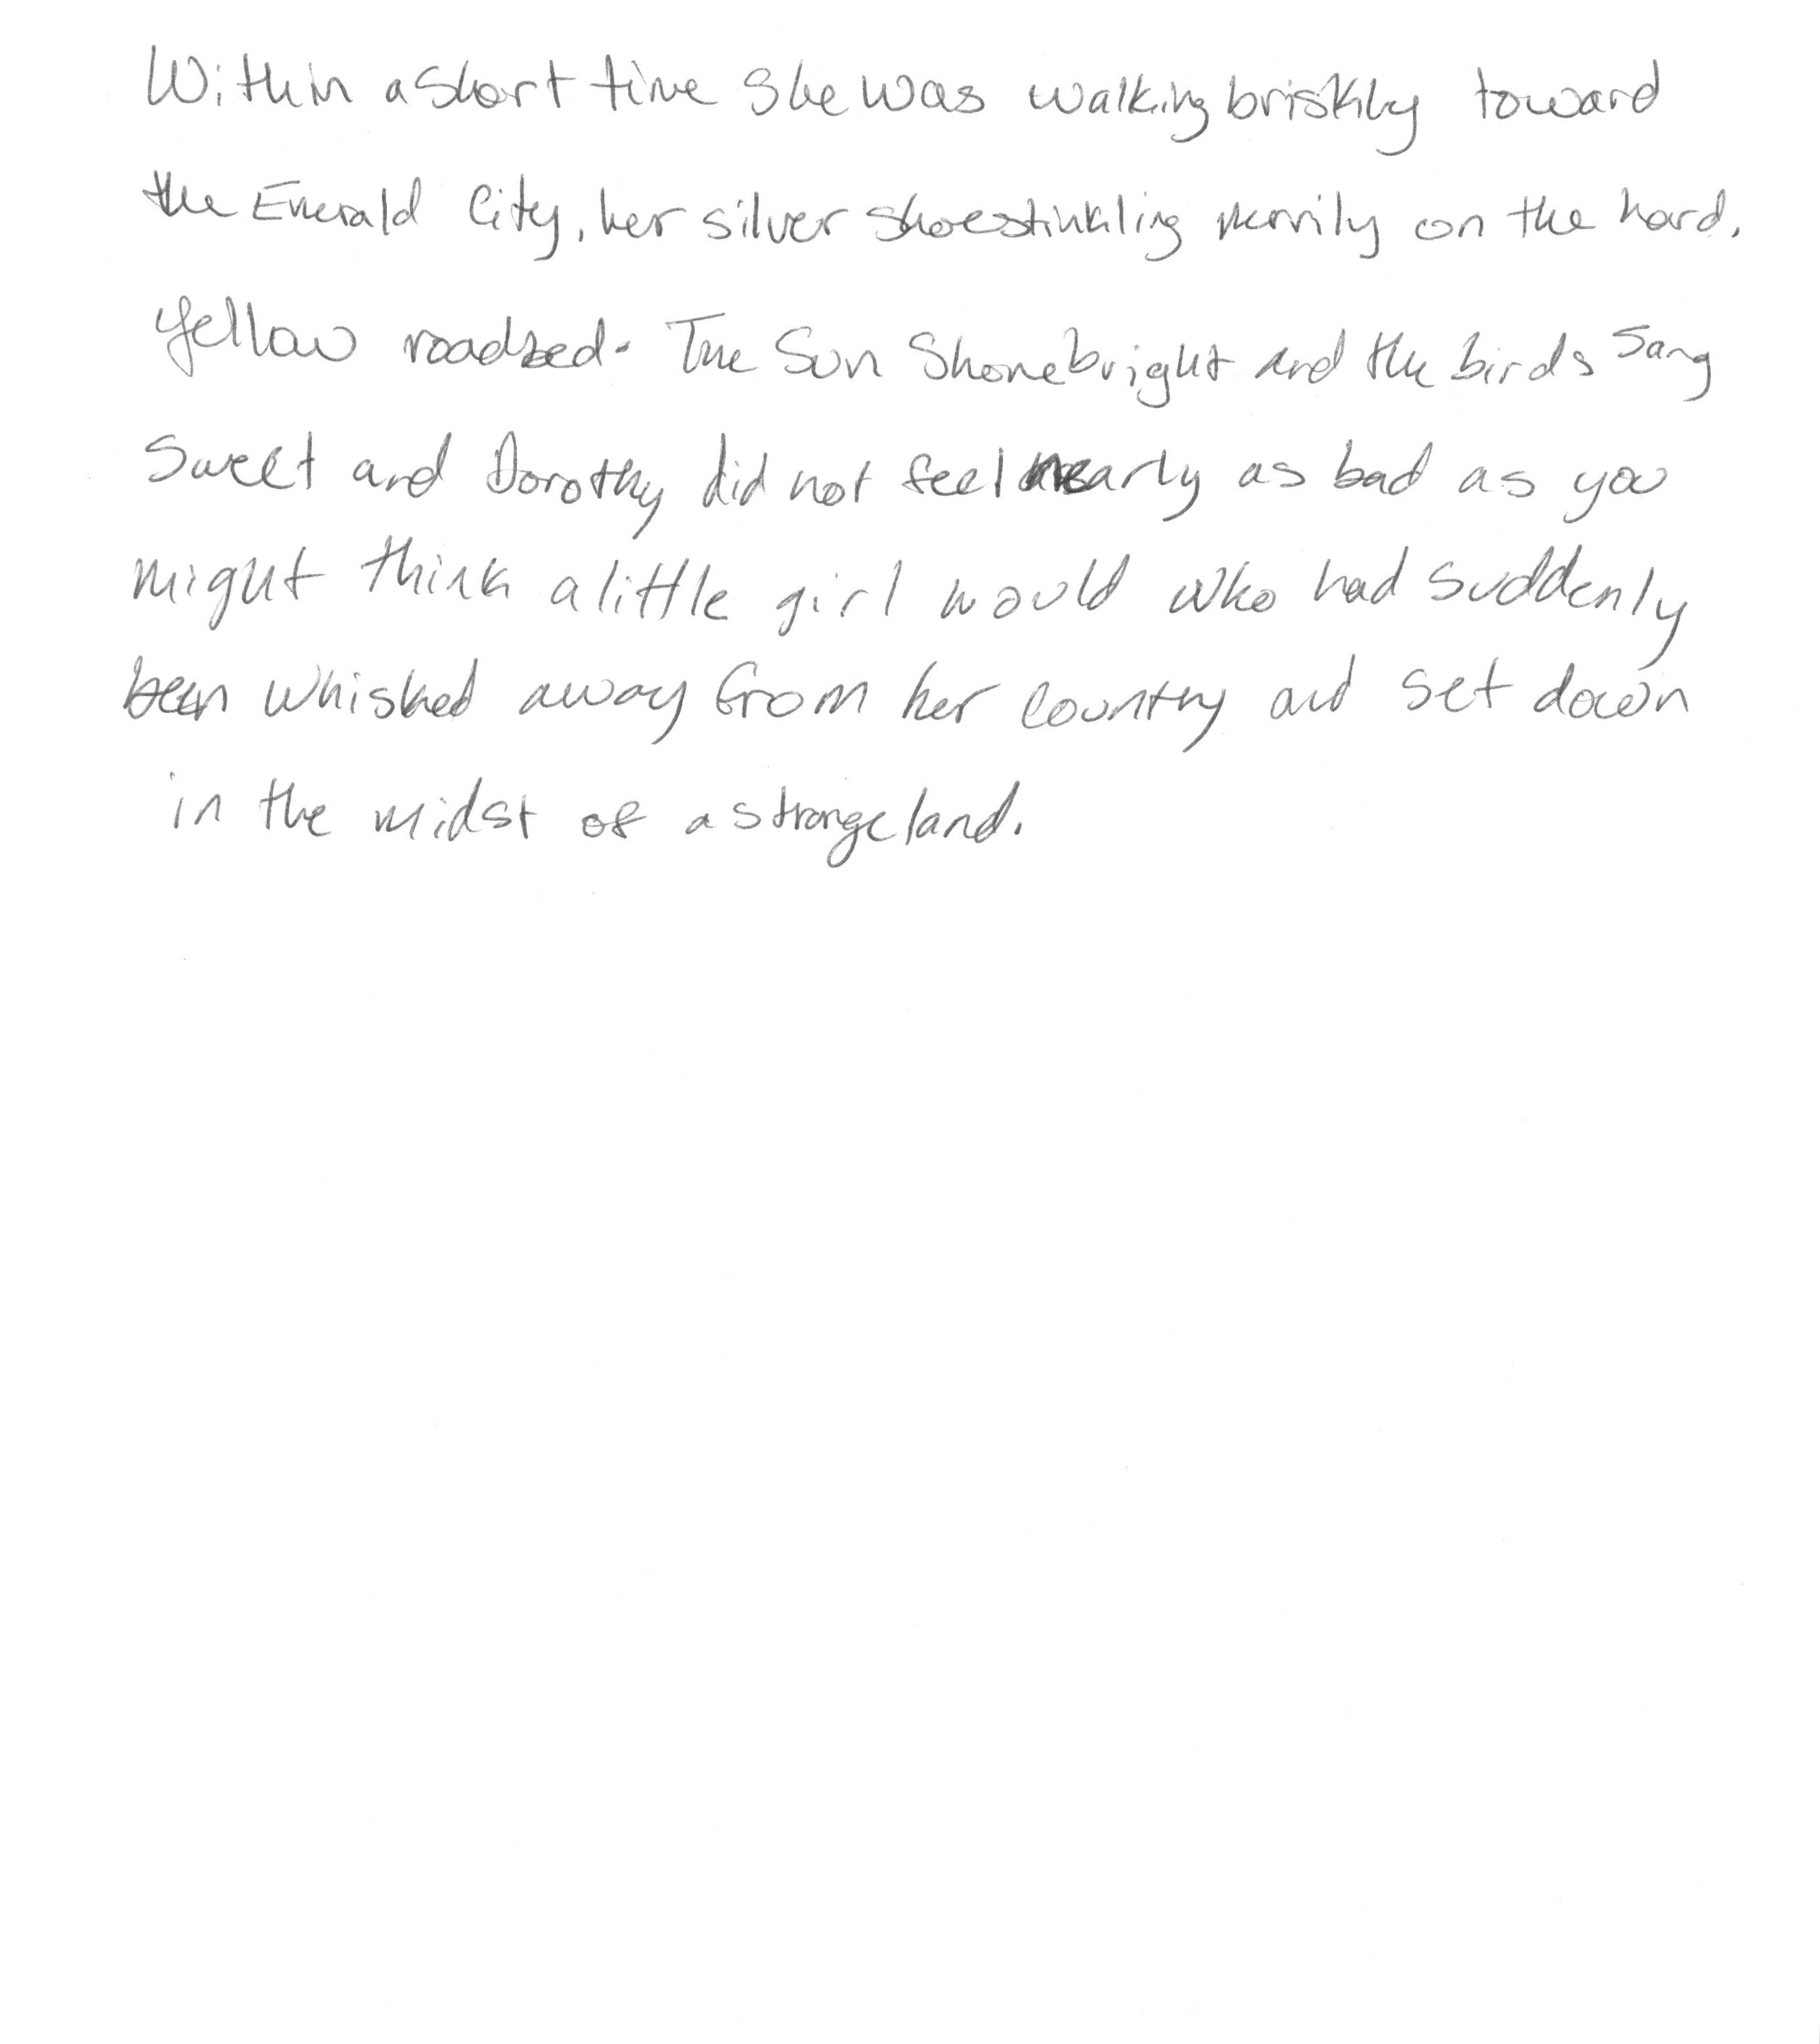 Within a short time she was walking briskly toward
the Emerald City, her silver shoes tinkling merrily on the hard,
yellow roadbed. The sun shone bright and the birds sang
sweet and Dorothy did not feel nearly as bad as you
might think a little girl would who had suddenly
been whisked away from her country and set down
in the midst of a strange land.